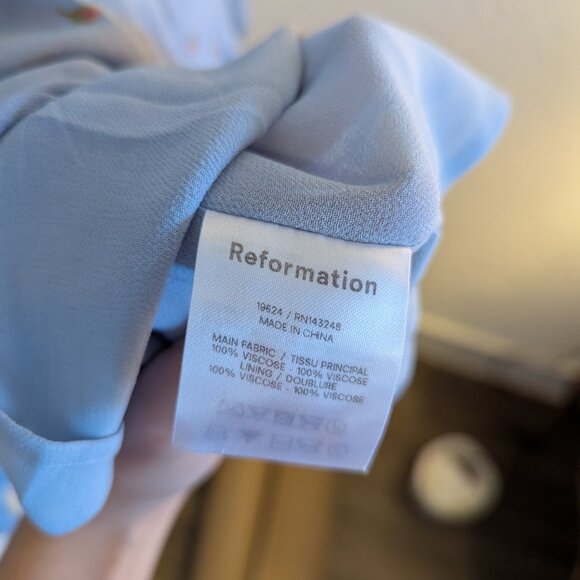 Reformation
19624 / RN143248
MADE IN CHINA
MAIN FABRIC / TISSU PRINCIPAL
100% VISCOSE - 100% VISCOSE
LINING / DOUBLURE
100% VISCOSE - 100% VISCOSE